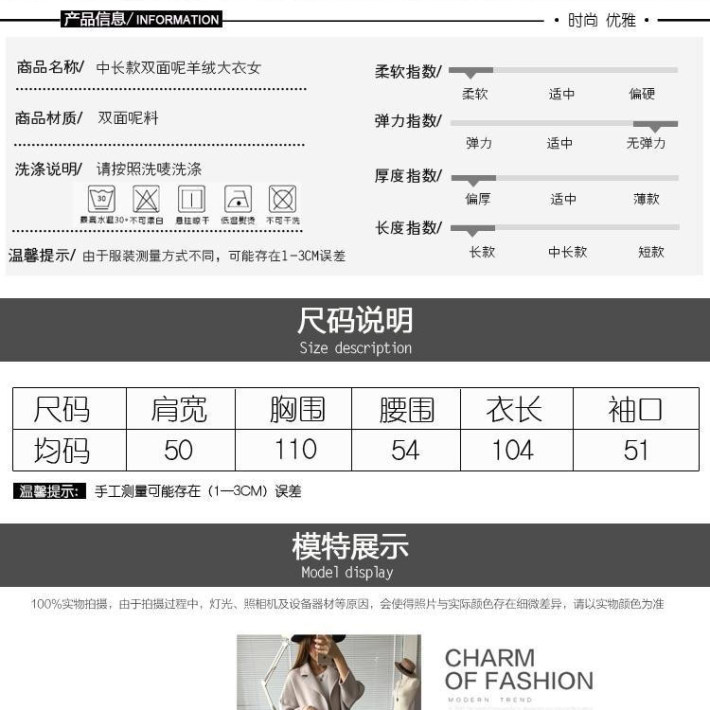 产品信息/ INFORMATION
· 时尚 优雅 ·
商品名称/ 中长款双面呢羊绒大衣女
商品材质/ 双面呢料
洗涤说明/ 请按照洗唛洗涤
30
最高水温30° 不可漂白 悬挂晾干 低温熨烫 不可干洗
温馨提示/ 由于服装测量方式不同，可能存在1-3CM误差
柔软指数/
柔软 适中 偏硬
弹力指数/
弹力 适中 无弹力
厚度指数/
偏厚 适中 薄款
长度指数/
长款 中长款 短款
尺码说明
Size description
尺码 肩宽 胸围 腰围 衣长 袖口
均码 50 110 54 104 51
温馨提示: 手工测量可能存在（1—3CM）误差
模特展示
Model display
100%实物拍摄，由于拍摄过程中，灯光、照相机及设备器材等原因，会使得照片与实际颜色存在细微差异，请以实物颜色为准
CHARM
OF FASHION
MODERN TREND